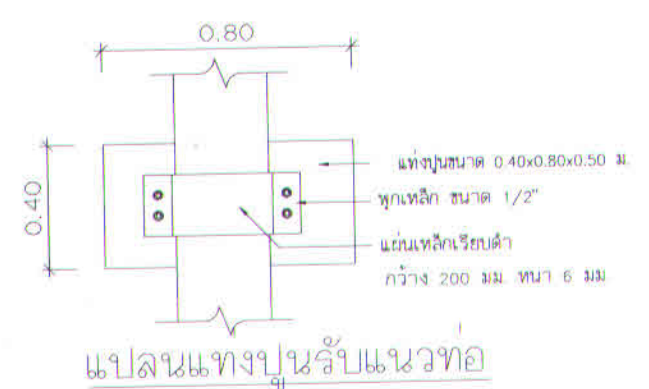 0.80
0.40
แท่งปูนขนาด 0.40x0.80x0.50 ม.
พุกเหล็ก ขนาด 1/2"
แผ่นเหล็กเรียบดำ
กว้าง 200 มม. หนา 6 มม
แปลนแทงปูนรับแนวท่อ